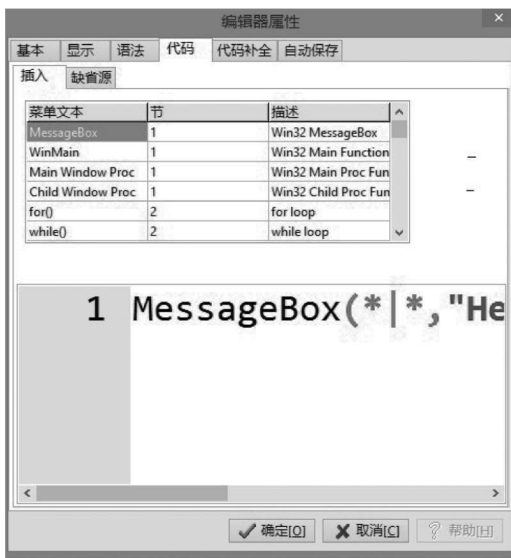 编辑器属性
基本 显示 语法 代码 代码补全 自动保存
插入 缺省源
菜单文本 节 描述
MessageBox 1 Win32 MessageBox
WinMain 1 Win32 Main Function
Main Window Proc 1 Win32 Main Proc Fun
Child Window Proc 1 Win32 Child Proc Fun
for() 2 for loop
while() 2 while loop
1 MessageBox(*|*,"He
确定[O] 取消[C] 帮助[H]